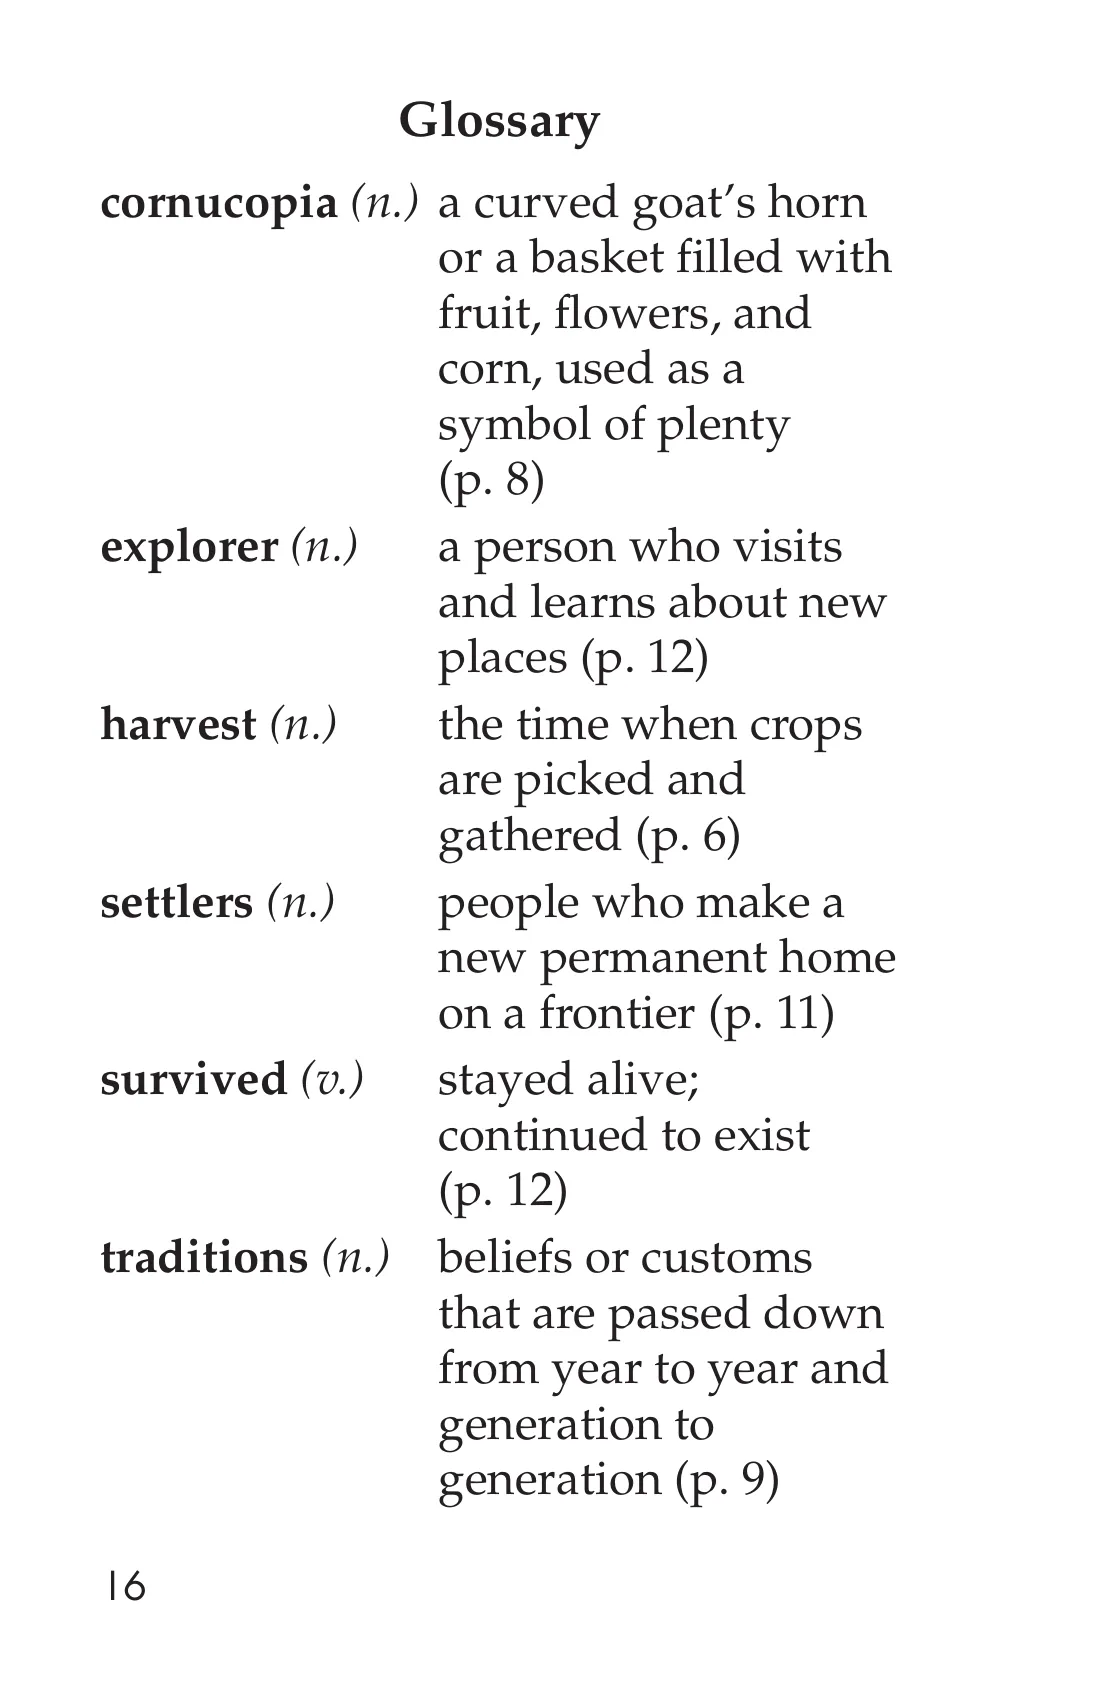 Glossary
cornucopia (n.) a curved goat’s horn
or a basket filled with
fruit, flowers, and
corn, used as a
symbol of plenty
(p. 8)
explorer (n.) a person who visits
and learns about new
places (p. 12)
harvest (n.) the time when crops
are picked and
gathered (p. 6)
settlers (n.) people who make a
new permanent home
on a frontier (p. 11)
survived (v.) stayed alive;
continued to exist
(p. 12)
traditions (n.) beliefs or customs
that are passed down
from year to year and
generation to
generation (p. 9)
16